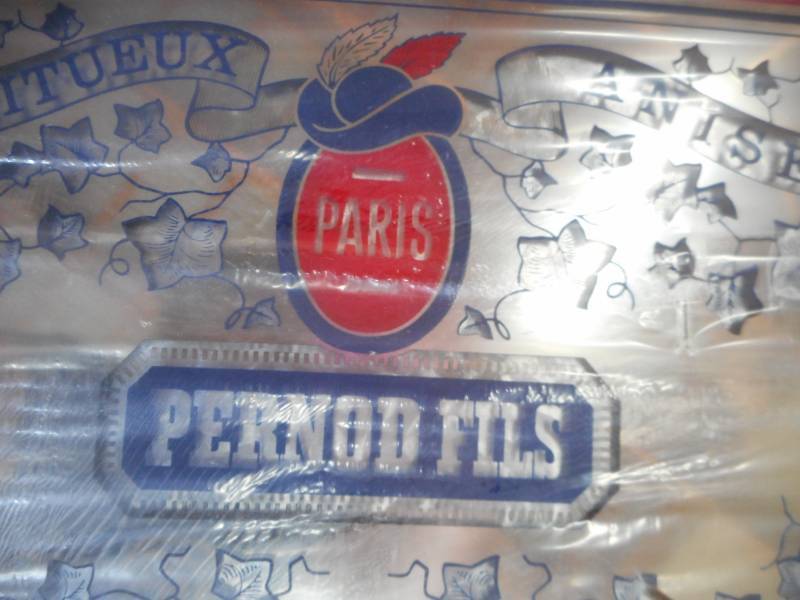 ITUEUX
ANISE
PARIS
PERNOD FILS